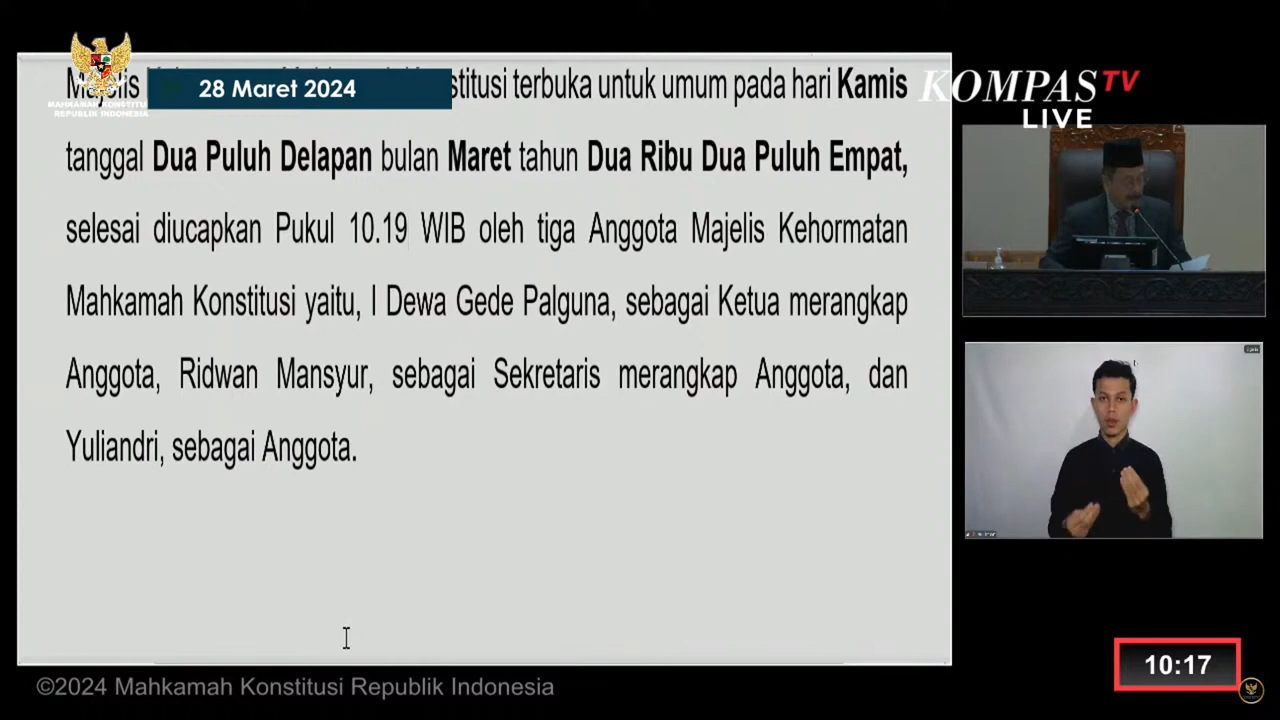 28 Maret 2024
MAHKAMAH KONSTITUSI
REPUBLIK INDONESIA
KOMPAS TV
LIVE
stitusi terbuka untuk umum pada hari Kamis
tanggal Dua Puluh Delapan bulan Maret tahun Dua Ribu Dua Puluh Empat,
selesai diucapkan Pukul 10.19 WIB oleh tiga Anggota Majelis Kehormatan
Mahkamah Konstitusi yaitu, I Dewa Gede Palguna, sebagai Ketua merangkap
Anggota, Ridwan Mansyur, sebagai Sekretaris merangkap Anggota, dan
Yuliandri, sebagai Anggota.
10:17
©2024 Mahkamah Konstitusi Republik Indonesia